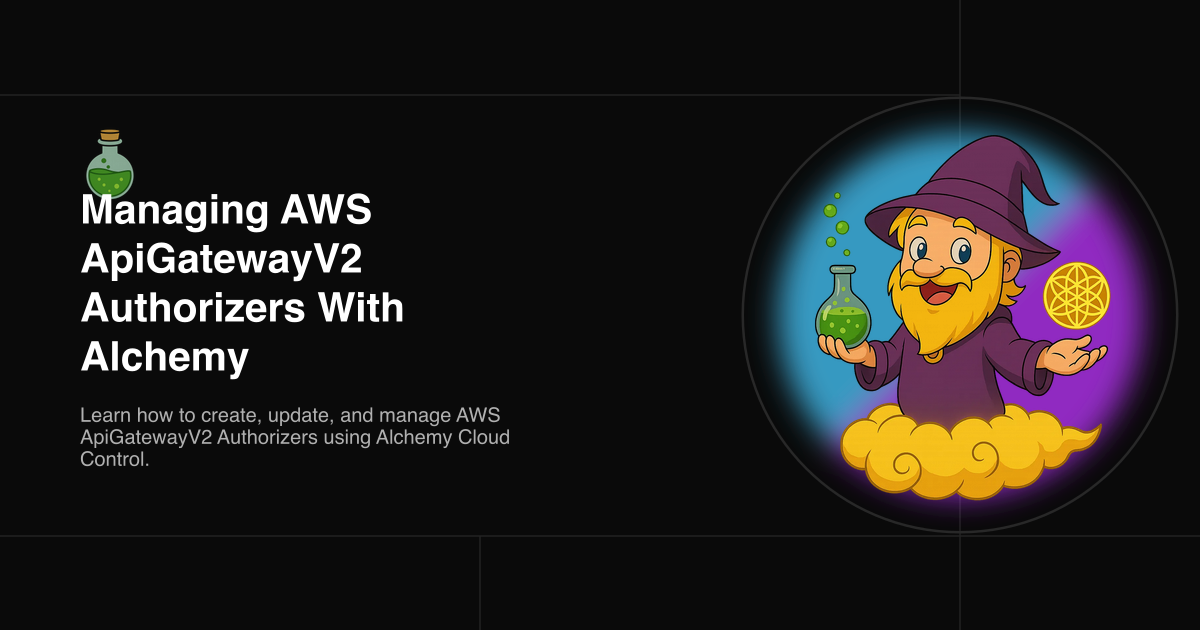 Managing AWS
ApiGatewayV2
Authorizers With
Alchemy
Learn how to create, update, and manage AWS
ApiGatewayV2 Authorizers using Alchemy Cloud
Control.